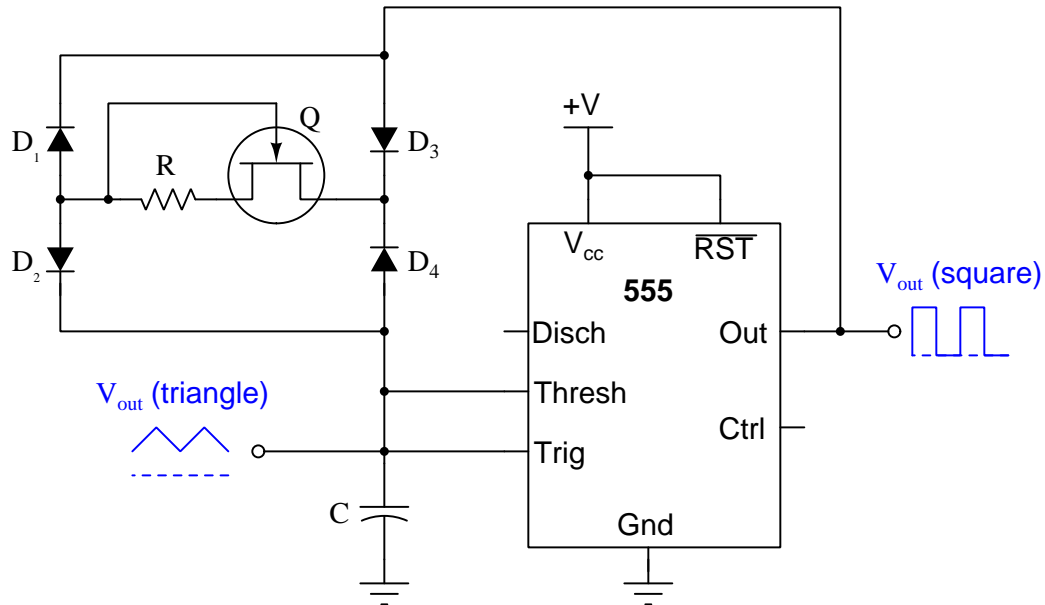 Q
D₁
R
D₃
D₂
D₄
+V
Vcc
RST
555
Disch
Out
Thresh
Ctrl
Trig
Gnd
Vout (square)
Vout (triangle)
C